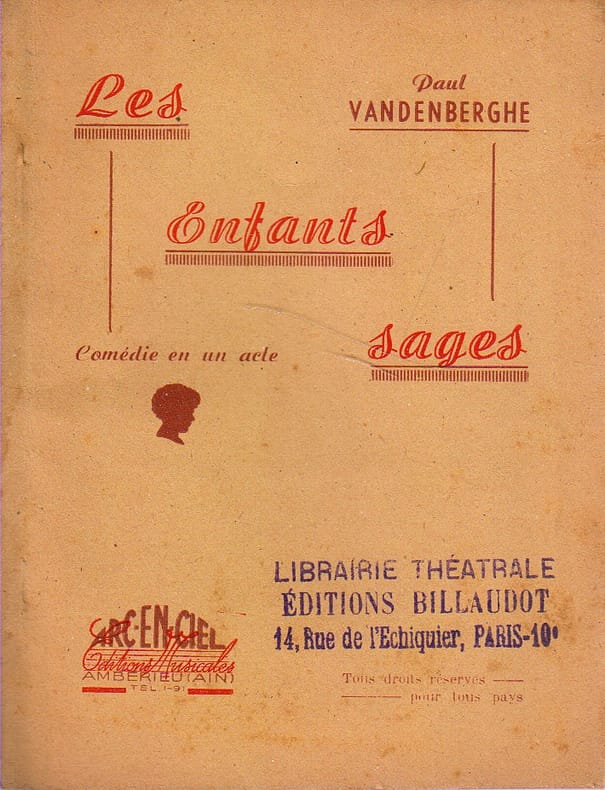 Les
Paul
VANDENBERGHE
Enfants
sages
Comédie en un acte
ARC-EN-CIEL
Editions Musicales
AMBÉRIEU (AIN)
TEL. 1-91
LIBRAIRIE THÉATRALE
ÉDITIONS BILLAUDOT
14, Rue de l'Echiquier, PARIS-10e
Tous droits réservés
pour tous pays